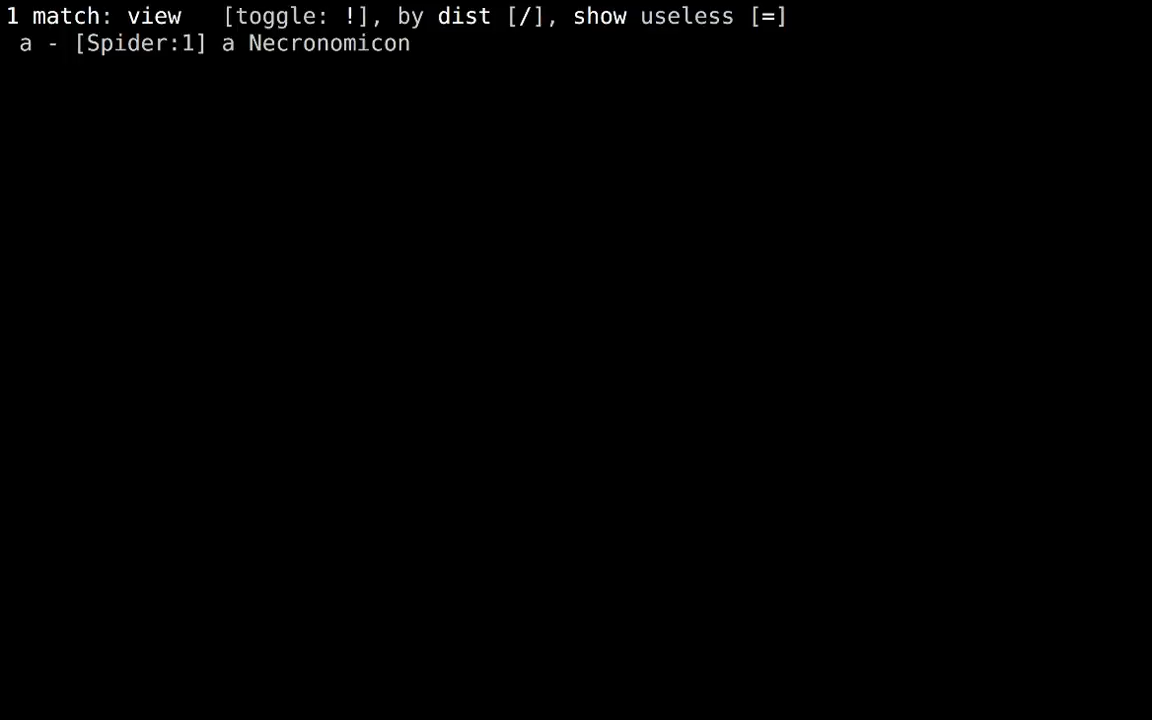 1 match: view   [toggle: !], by dist [/], show useless [=]
a - [Spider:1] a Necronomicon